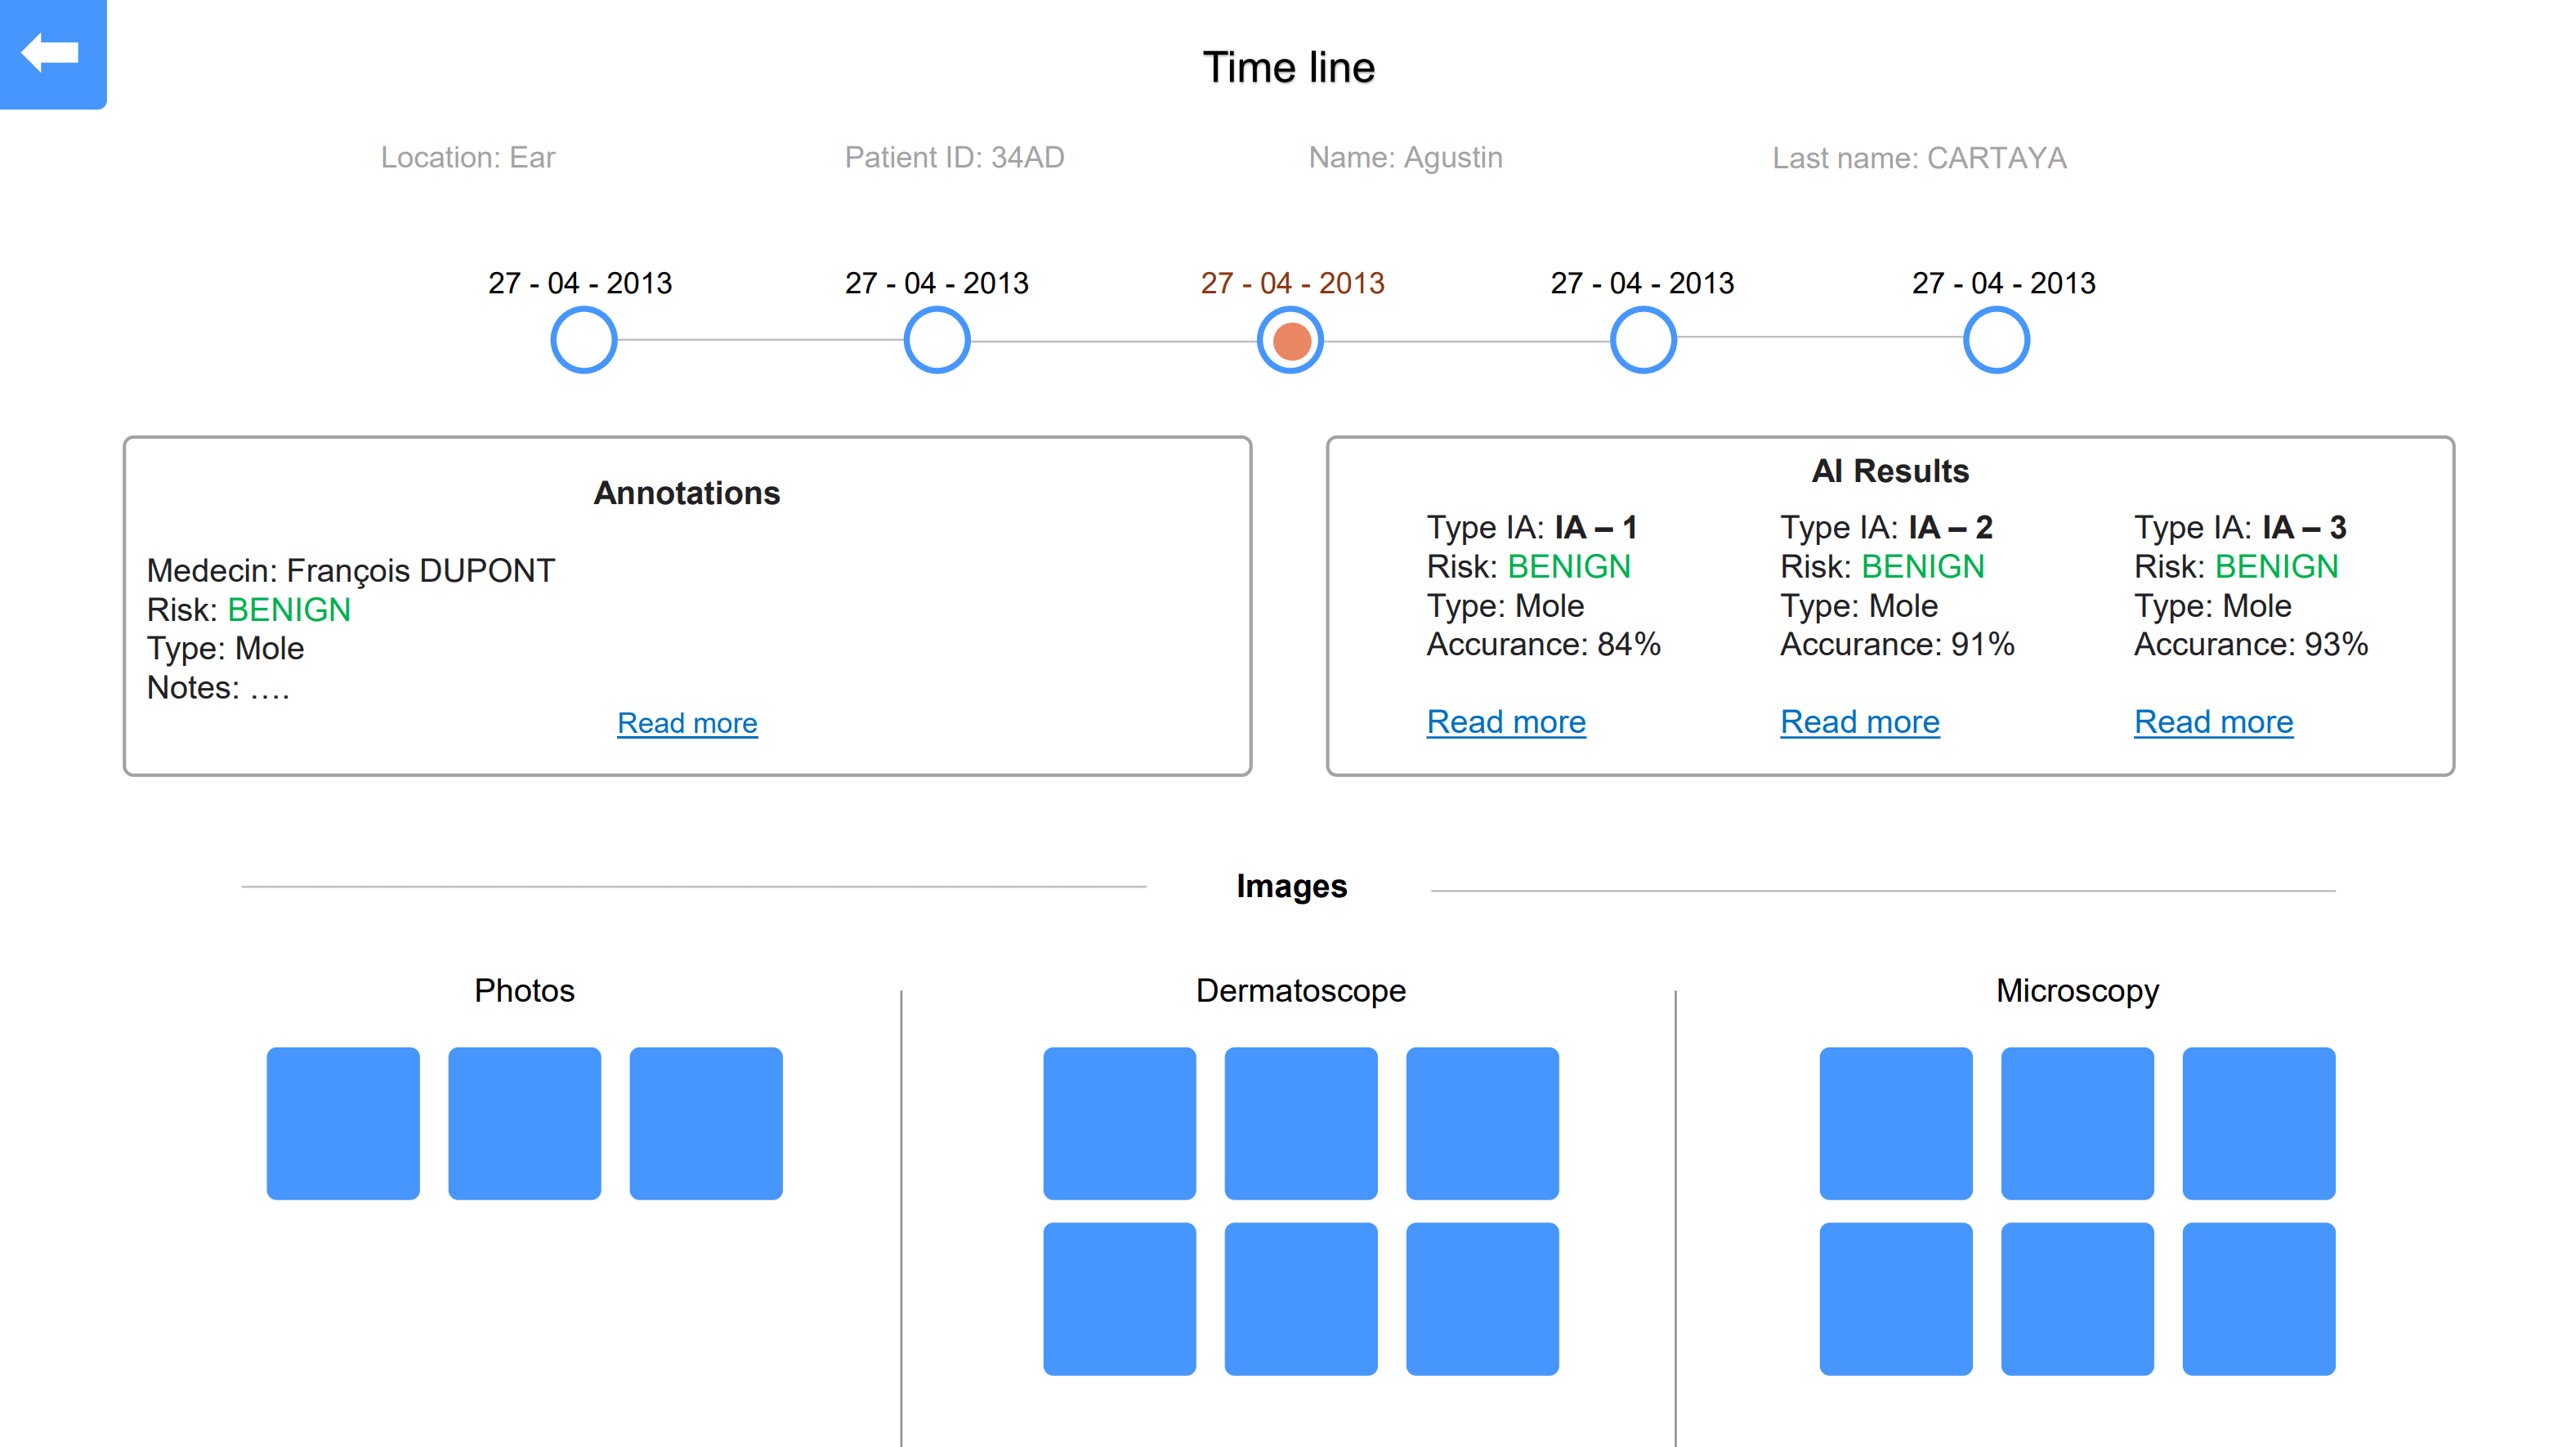 Time line
Location: Ear
Patient ID: 34AD
Name: Agustin
Last name: CARTAYA
27 - 04 - 2013
27 - 04 - 2013
27 - 04 - 2013
27 - 04 - 2013
27 - 04 - 2013
Annotations
Medecin: François DUPONT
Risk: BENIGN
Type: Mole
Notes: ….
Read more
AI Results
Type IA: IA – 1
Risk: BENIGN
Type: Mole
Accurance: 84%
Read more
Type IA: IA – 2
Risk: BENIGN
Type: Mole
Accurance: 91%
Read more
Type IA: IA – 3
Risk: BENIGN
Type: Mole
Accurance: 93%
Read more
Images
Photos
Dermatoscope
Microscopy